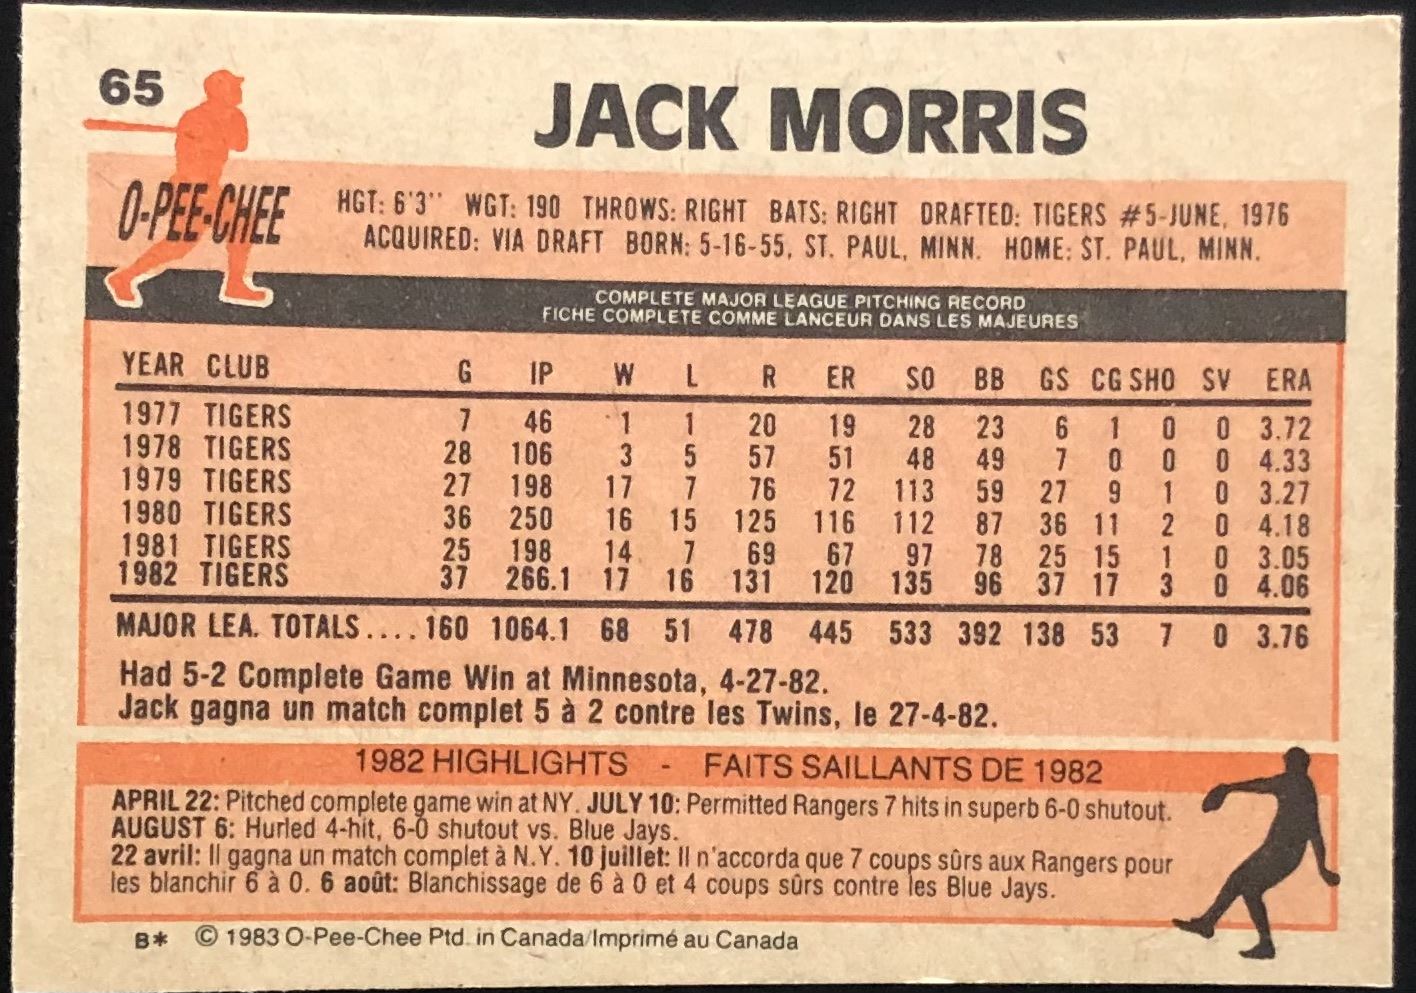 65
JACK MORRIS
O-PEE-CHEE
HGT: 6'3" WGT: 190 THROWS: RIGHT BATS: RIGHT DRAFTED: TIGERS #5-JUNE, 1976
ACQUIRED: VIA DRAFT BORN: 5-16-55, ST. PAUL, MINN. HOME: ST. PAUL, MINN.
COMPLETE MAJOR LEAGUE PITCHING RECORD
FICHE COMPLETE COMME LANCEUR DANS LES MAJEURES
YEAR CLUB G IP W L R ER SO BB GS CG SHO SV ERA
1977 TIGERS 7 46 1 1 20 19 28 23 6 1 0 0 3.72
1978 TIGERS 28 106 3 5 57 51 48 49 7 0 0 0 4.33
1979 TIGERS 27 198 17 7 76 72 113 59 27 9 1 0 3.27
1980 TIGERS 36 250 16 15 125 116 112 87 36 11 2 0 4.18
1981 TIGERS 25 198 14 7 69 67 97 78 25 15 1 0 3.05
1982 TIGERS 37 266.1 17 16 131 120 135 96 37 17 3 0 4.06
MAJOR LEA. TOTALS.... 160 1064.1 68 51 478 445 533 392 138 53 7 0 3.76
Had 5-2 Complete Game Win at Minnesota, 4-27-82.
Jack gagna un match complet 5 à 2 contre les Twins, le 27-4-82.
1982 HIGHLIGHTS - FAITS SAILLANTS DE 1982
APRIL 22: Pitched complete game win at NY. JULY 10: Permitted Rangers 7 hits in superb 6-0 shutout.
AUGUST 6: Hurled 4-hit, 6-0 shutout vs. Blue Jays.
22 avril: Il gagna un match complet à N.Y. 10 juillet: Il n'accorda que 7 coups sûrs aux Rangers pour
les blanchir 6 à 0. 6 août: Blanchissage de 6 à 0 et 4 coups sûrs contre les Blue Jays.
B* © 1983 O-Pee-Chee Ptd. in Canada/Imprimé au Canada